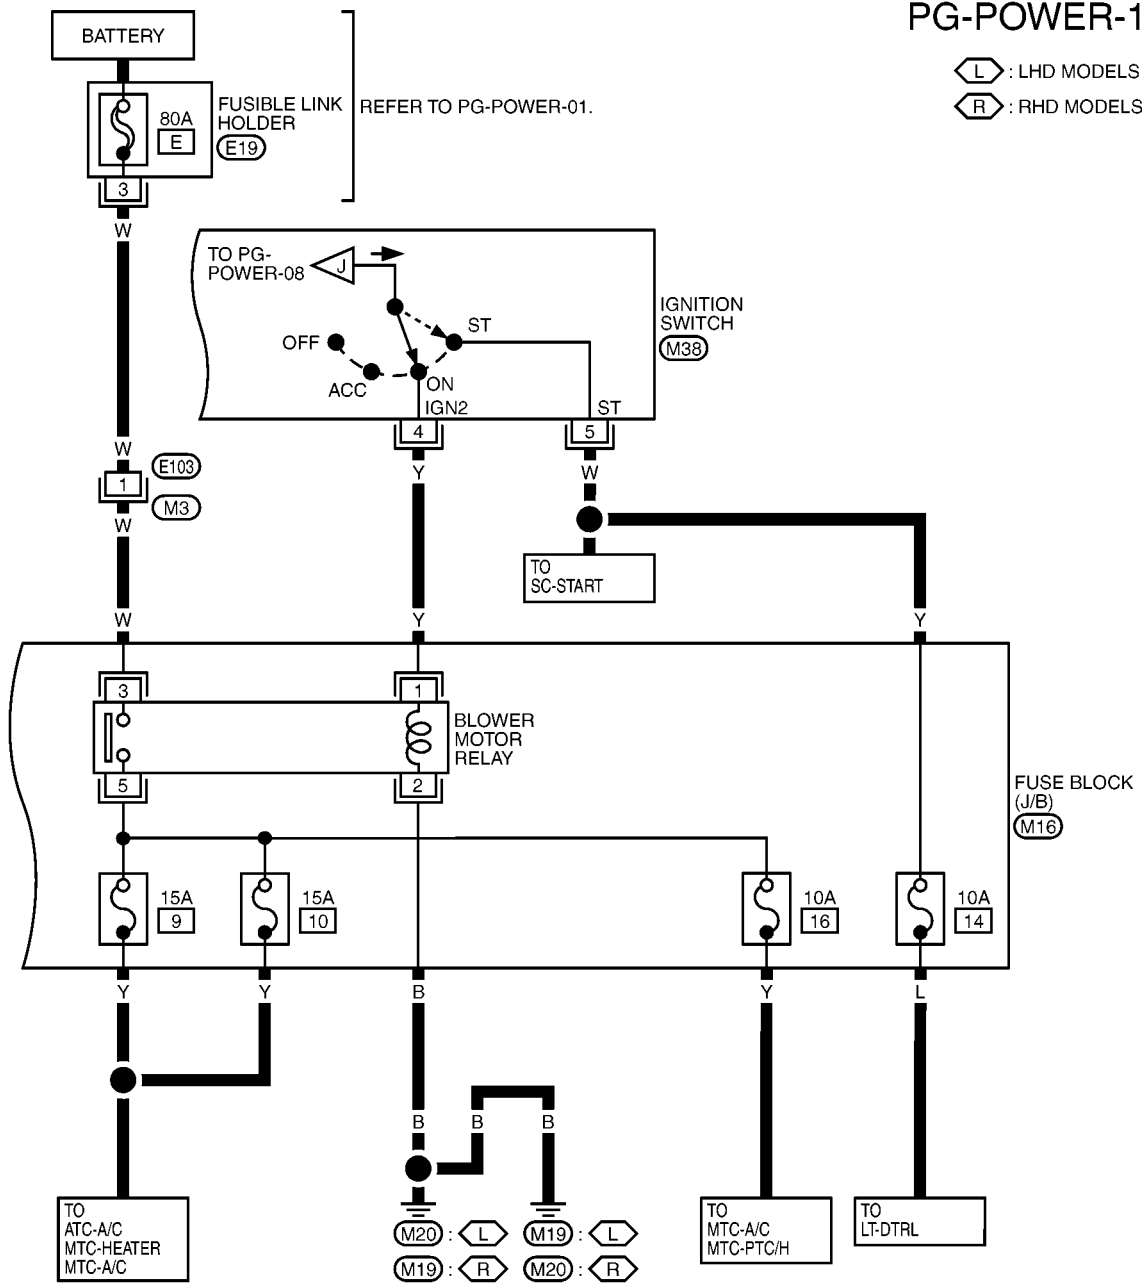 PG-POWER-1
BATTERY
L : LHD MODELS
R : RHD MODELS
80A
E
FUSIBLE LINK
HOLDER
E19
REFER TO PG-POWER-01.
3
W
TO PG-
POWER-08
J
IGNITION
SWITCH
M38
OFF
ACC
ON
ST
IGN2
ST
4
5
W
Y
W
1
E103
M3
W
TO
SC-START
W
Y
Y
3
1
BLOWER
MOTOR
RELAY
5
2
FUSE BLOCK
(J/B)
M16
15A
9
15A
10
10A
16
10A
14
Y
Y
B
Y
L
B
B
B
TO
ATC-A/C
MTC-HEATER
MTC-A/C
M20 : L
M19 : R
M19 : L
M20 : R
TO
MTC-A/C
MTC-PTC/H
TO
LT-DTRL